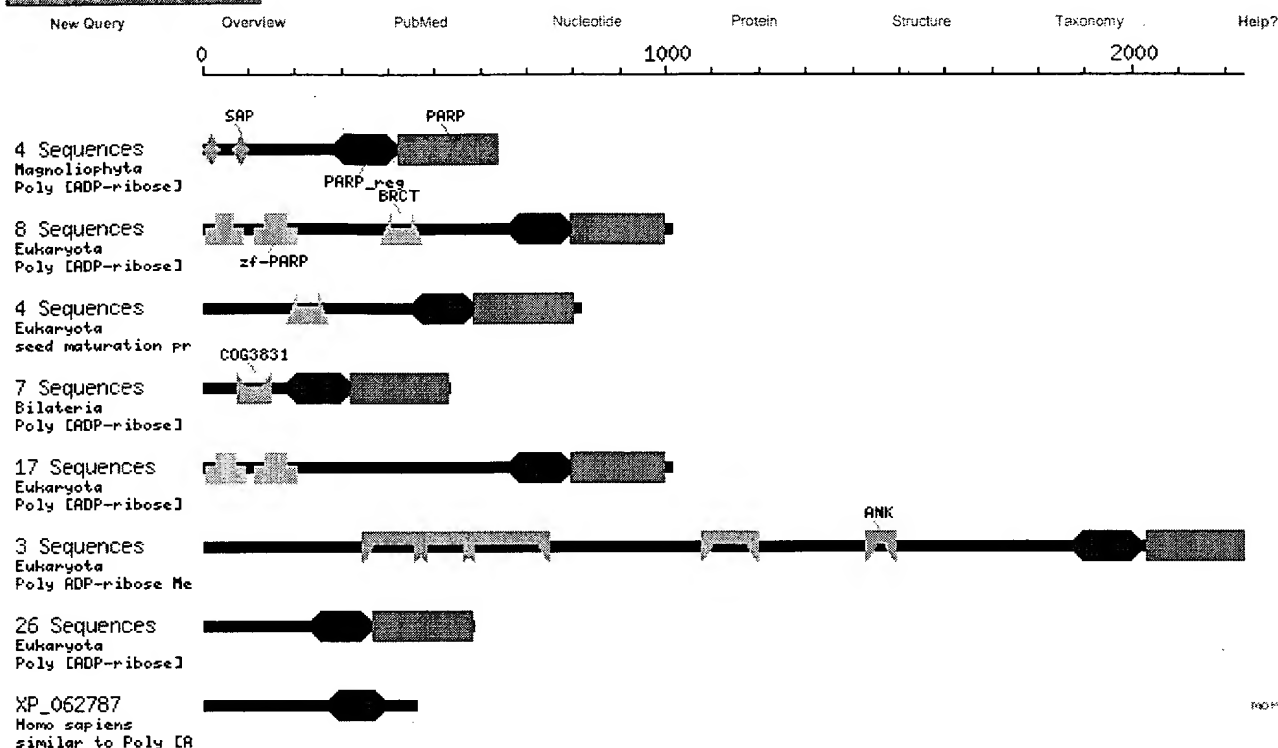 New Query Overview PubMed Nucleotide Protein Structure Taxonomy Help?
0 1000 2000
SAP PARP
4 Sequences
Magnoliophyta
Poly [ADP-ribose]
PARP_reg
BRCT
8 Sequences
Eukaryota
Poly [ADP-ribose]
zf-PARP
4 Sequences
Eukaryota
seed maturation pr
COG3831
7 Sequences
Bilateria
Poly [ADP-ribose]
17 Sequences
Eukaryota
Poly [ADP-ribose]
ANK
3 Sequences
Eukaryota
Poly ADP-ribose Me
26 Sequences
Eukaryota
Poly [ADP-ribose]
XP_062787
Homo sapiens
similar to Poly [A